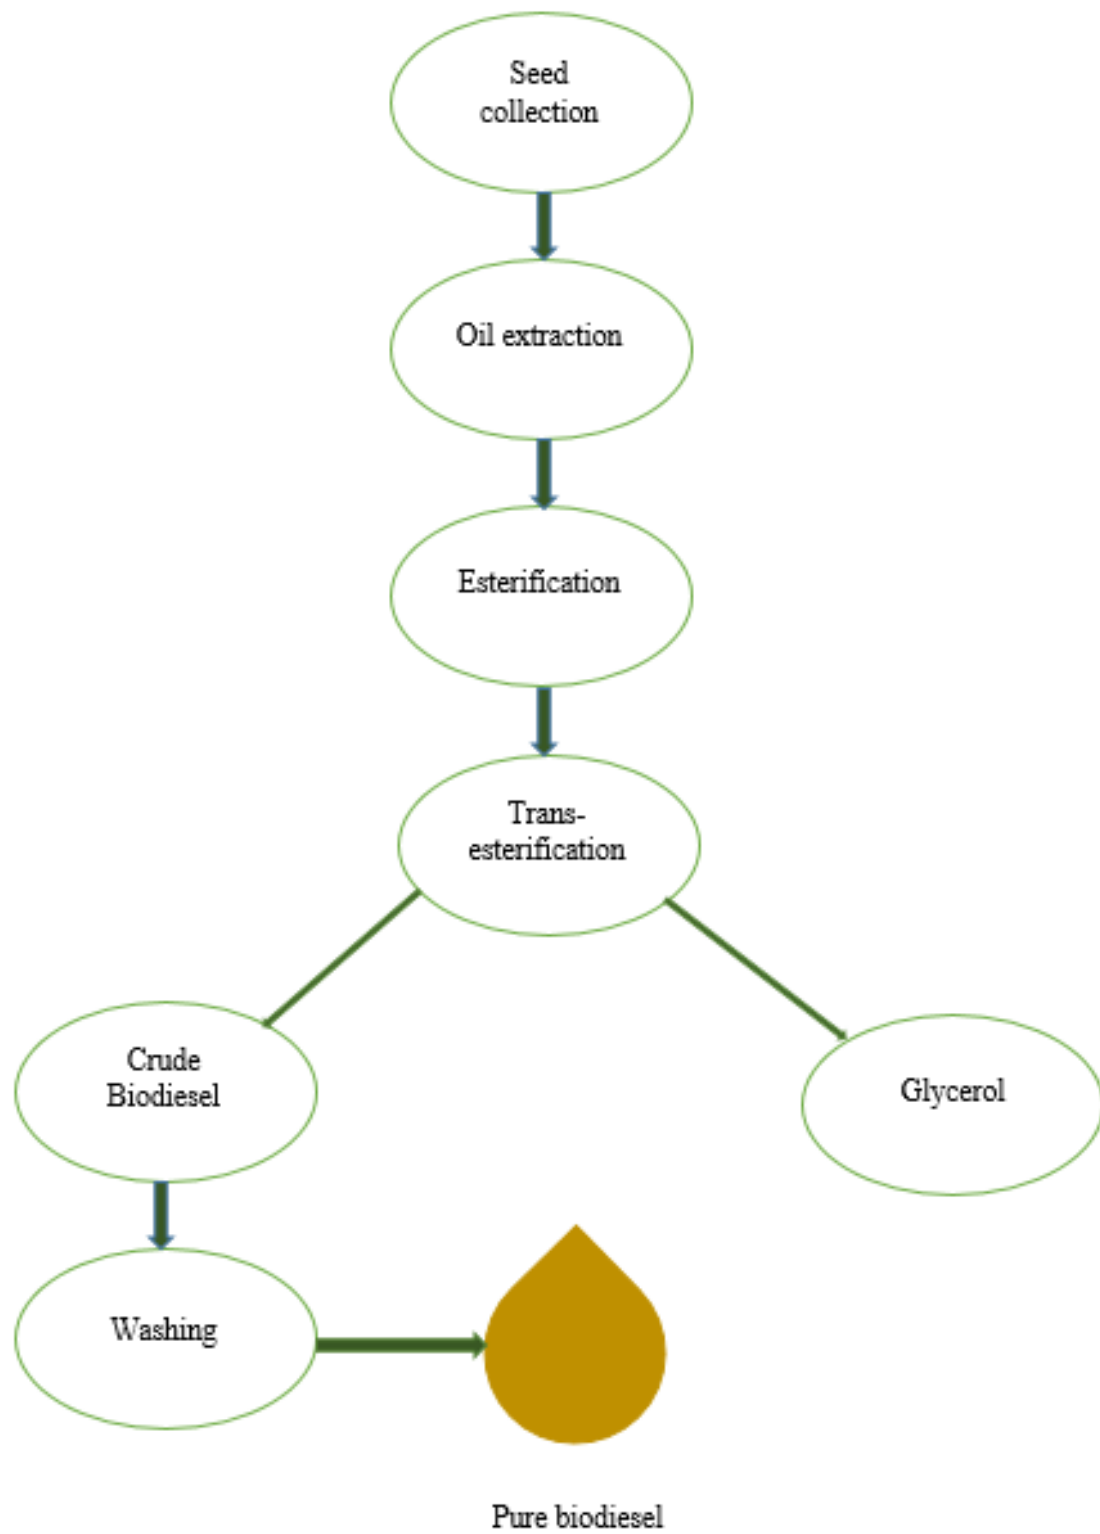 Seed
collection
Oil extraction
Esterification
Trans-
esterification
Crude
Biodiesel
Glycerol
Washing
Pure biodiesel